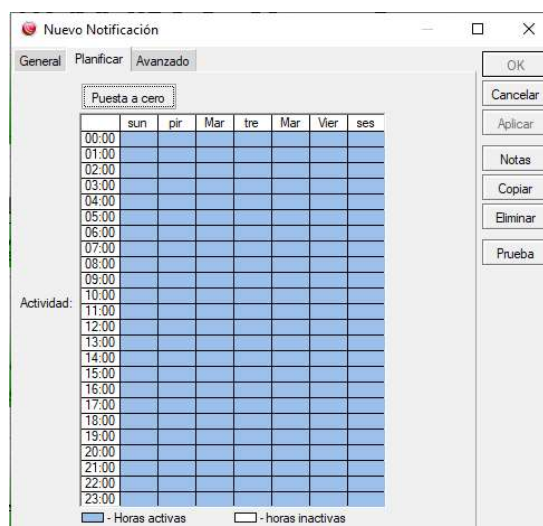 Nuevo Notificación
General Planificar Avanzado
OK
Cancelar
Aplicar
Notas
Copiar
Eliminar
Prueba
Puesta a cero
sun pir Mar tre Mar Vier ses
00:00
01:00
02:00
03:00
04:00
05:00
06:00
07:00
08:00
09:00
10:00
Actividad:
11:00
12:00
13:00
14:00
15:00
16:00
17:00
18:00
19:00
20:00
21:00
22:00
23:00
- Horas activas - horas inactivas